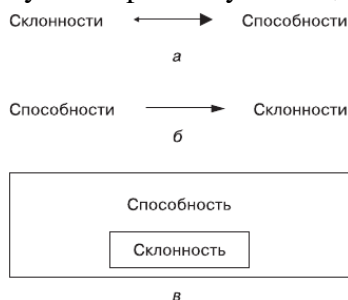 Склонности Способности
а
Способности Склонности
б
Способность
Склонность
в